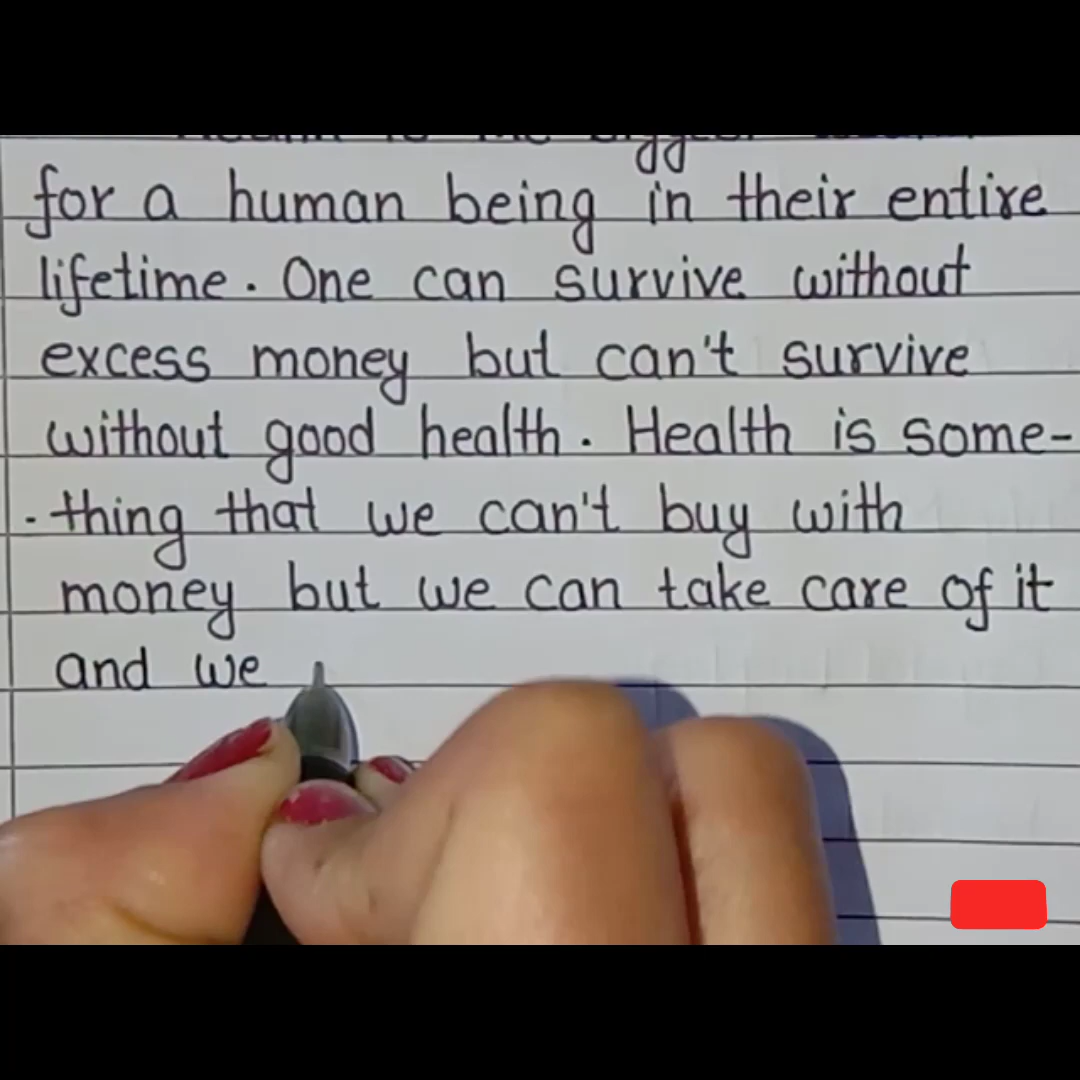 for a human being in their entire
lifetime. One can survive without
excess money but can't survive
without good health. Health is some-
-thing that we can't buy with
money but we can take care of it
and we